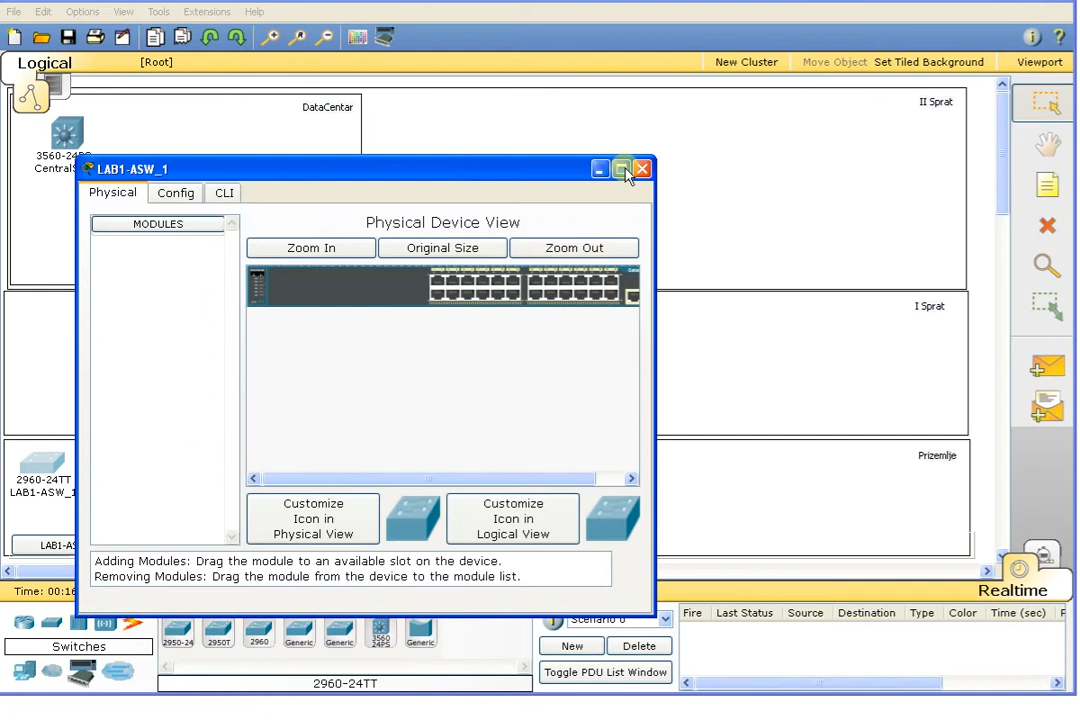 File Edit Options View Tools Extensions Help
Logical
[Root]
New Cluster
Move Object
Set Tiled Background
Viewport
DataCentar
II Sprat
3560-24
Central
LAB1-ASW_1
Physical
Config
CLI
MODULES
Physical Device View
Zoom In
Original Size
Zoom Out
I Sprat
Prizemlje
2960-24TT
LAB1-ASW_1
LAB1-AS
Customize
Icon in
Physical View
Customize
Icon in
Logical View
Adding Modules: Drag the module to an available slot on the device.
Removing Modules: Drag the module from the device to the module list.
Time: 00:16
Realtime
Scenario 0
Fire
Last Status
Source
Destination
Type
Color
Time (sec)
P
2950-24
2950T
2960
Generic
Generic
3560
24PS
Generic
Switches
New
Delete
Toggle PDU List Window
2960-24TT